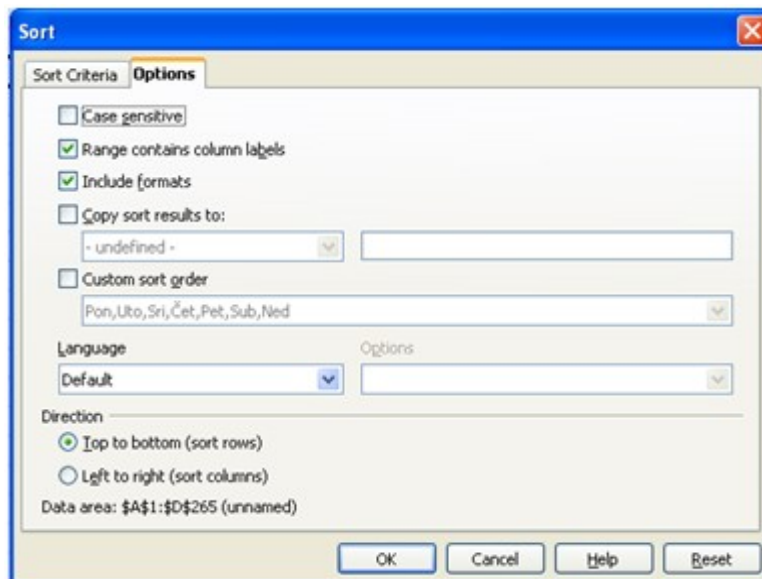 Sort
Sort Criteria Options
Case sensitive
Range contains column labels
Include formats
Copy sort results to:
- undefined -
Custom sort order
Pon,Uto,Sri,Čet,Pet,Sub,Ned
Language Options
Default
Direction
Top to bottom (sort rows)
Left to right (sort columns)
Data area: $A$1:$D$265 (unnamed)
OK Cancel Help Reset